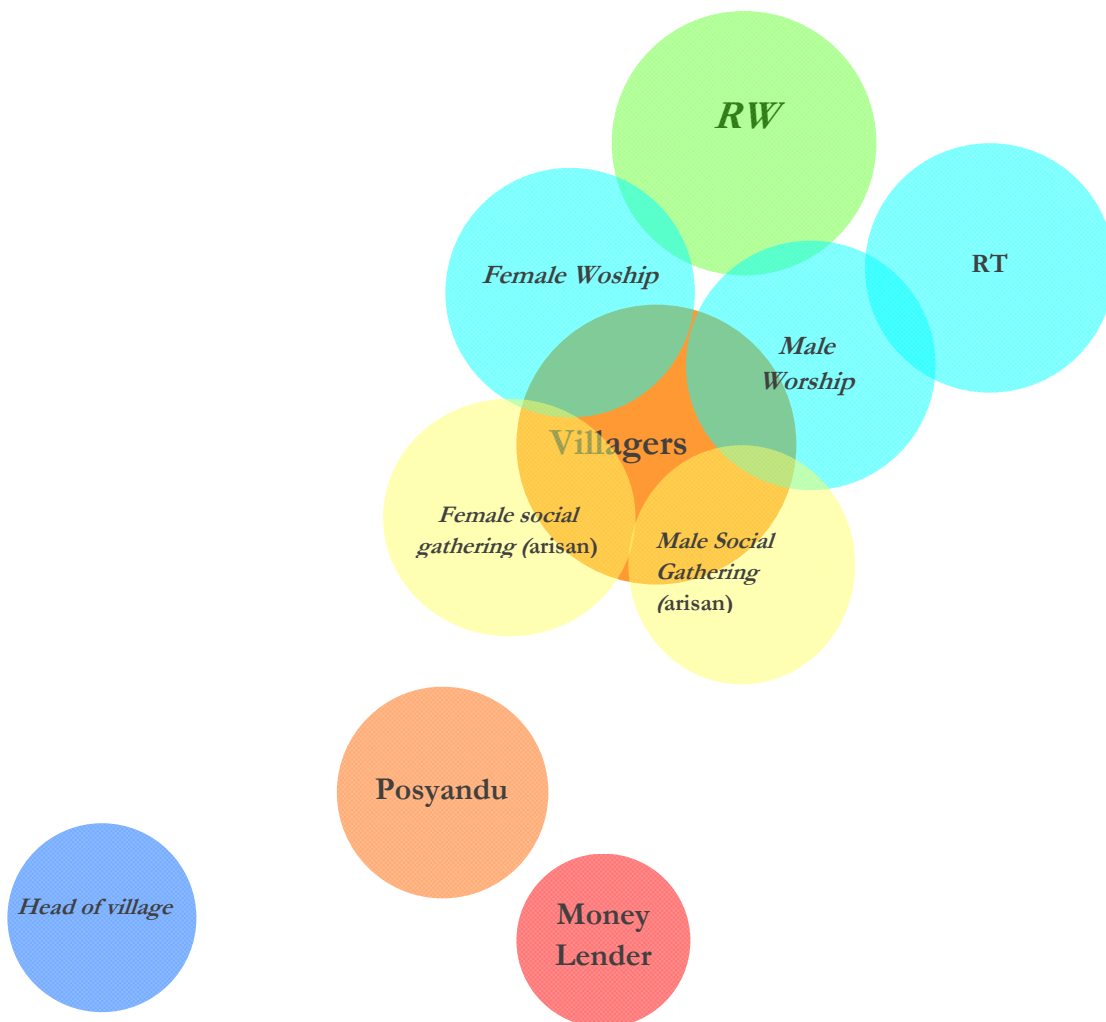 RW
RT
Female Woship
Male
Worship
Villagers
Female social
gathering (arisan)
Male Social
Gathering
(arisan)
Posyandu
Head of village
Money
Lender